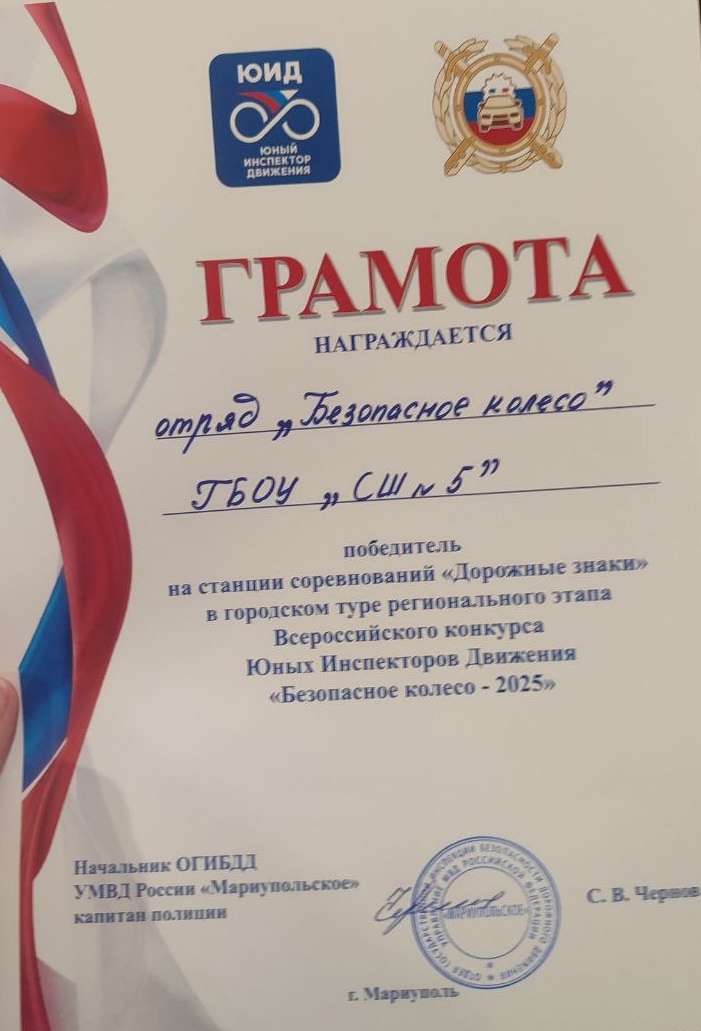 ЮИД
ЮНЫЙ
ИНСПЕКТОР
ДВИЖЕНИЯ
ГРАМОТА
НАГРАЖДАЕТСЯ
отряд „Безопасное колесо”
ГБОУ „СШ № 5”
победитель
на станции соревнований «Дорожные знаки»
в городском туре регионального этапа
Всероссийского конкурса
Юных Инспекторов Движения
«Безопасное колесо - 2025»
Начальник ОГИБДД
УМВД России «Мариупольское»
капитан полиции
С. В. Чернов
«МАРИУПОЛЬСКОЕ»
г. Мариуполь